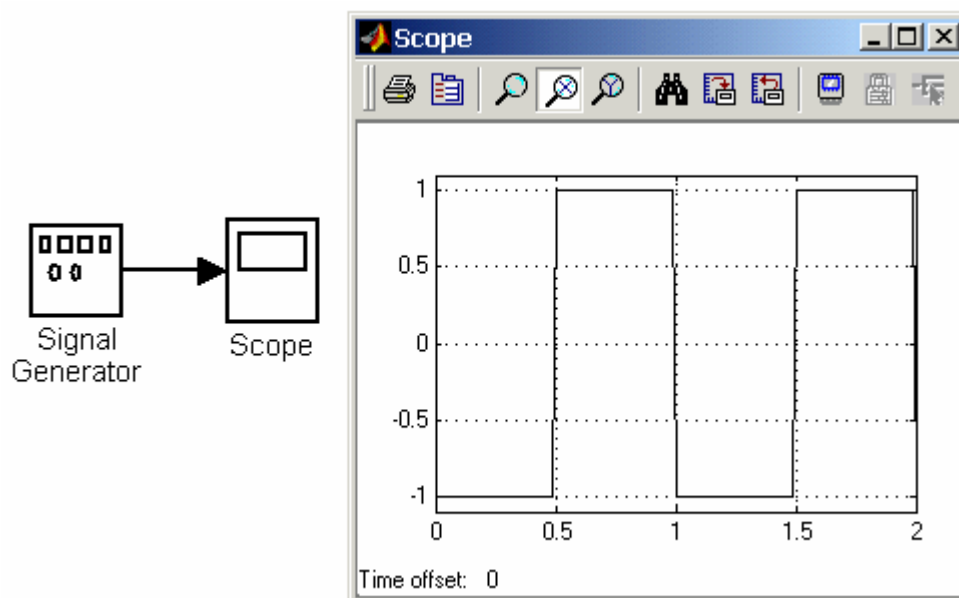 Scope
1
0.5
0
-0.5
-1
0 0.5 1 1.5 2
Time offset: 0
Signal
Generator
Scope